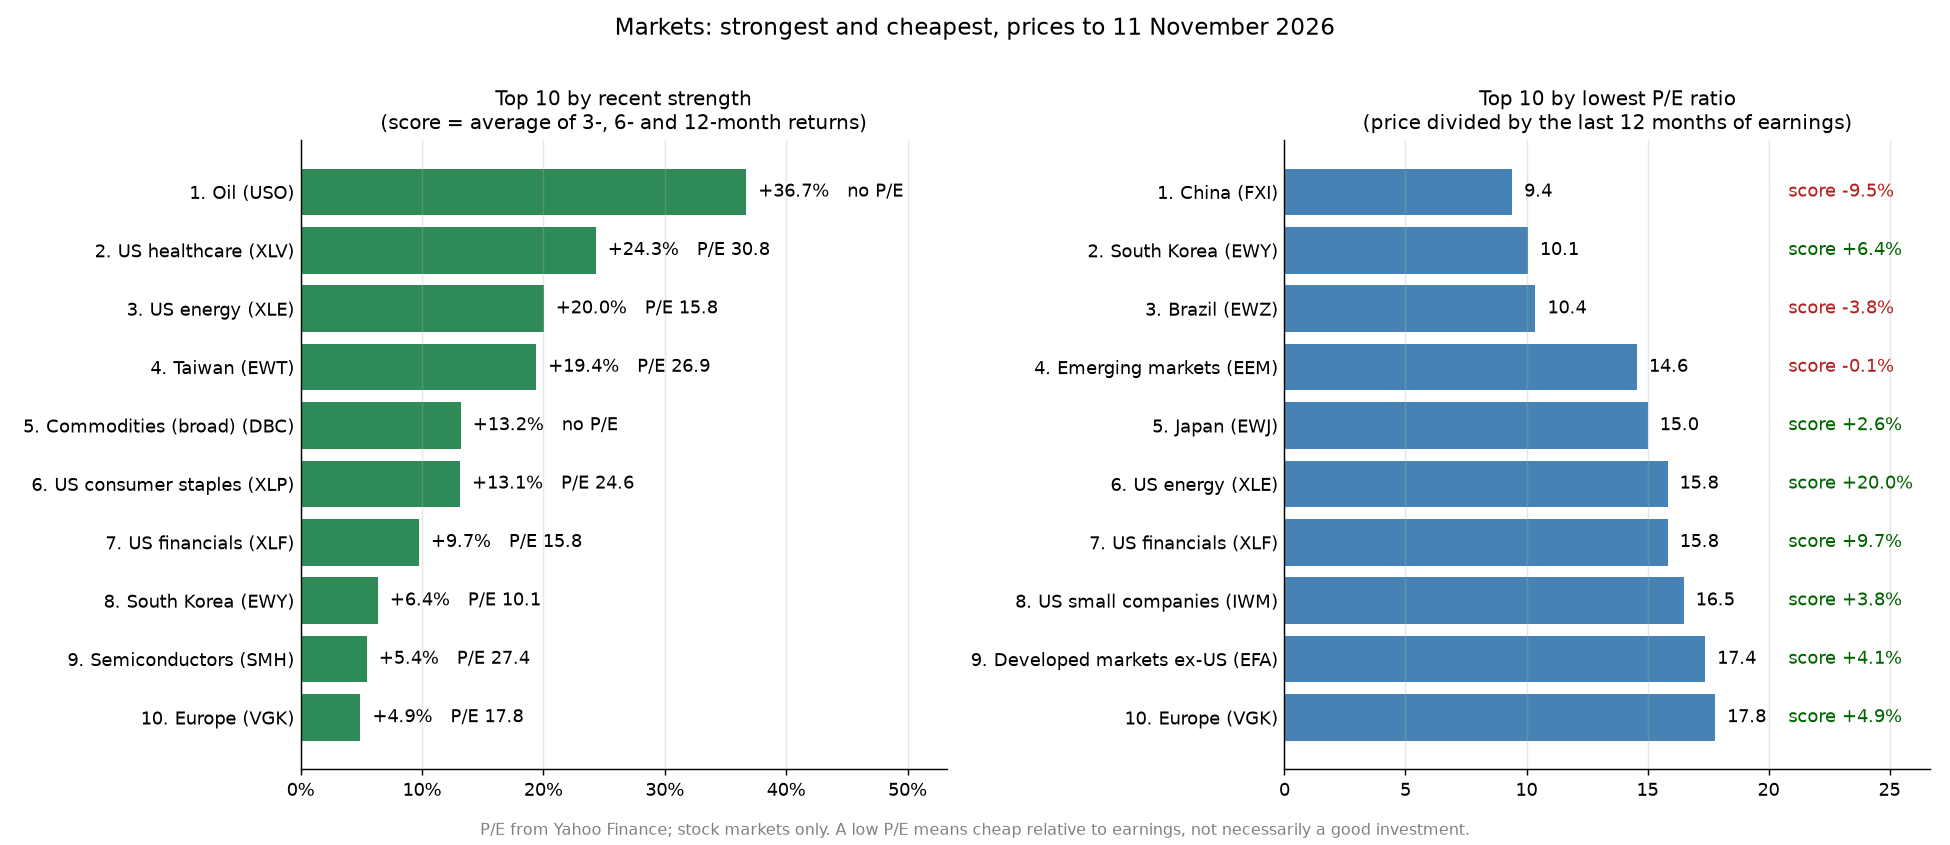 Markets: strongest and cheapest, prices to 11 November 2026
Top 10 by recent strength
(score = average of 3-, 6- and 12-month returns)
1. Oil (USO) +36.7% no P/E
2. US healthcare (XLV) +24.3% P/E 30.8
3. US energy (XLE) +20.0% P/E 15.8
4. Taiwan (EWT) +19.4% P/E 26.9
5. Commodities (broad) (DBC) +13.2% no P/E
6. US consumer staples (XLP) +13.1% P/E 24.6
7. US financials (XLF) +9.7% P/E 15.8
8. South Korea (EWY) +6.4% P/E 10.1
9. Semiconductors (SMH) +5.4% P/E 27.4
10. Europe (VGK) +4.9% P/E 17.8
0% 10% 20% 30% 40% 50%
Top 10 by lowest P/E ratio
(price divided by the last 12 months of earnings)
1. China (FXI) 9.4 score -9.5%
2. South Korea (EWY) 10.1 score +6.4%
3. Brazil (EWZ) 10.4 score -3.8%
4. Emerging markets (EEM) 14.6 score -0.1%
5. Japan (EWJ) 15.0 score +2.6%
6. US energy (XLE) 15.8 score +20.0%
7. US financials (XLF) 15.8 score +9.7%
8. US small companies (IWM) 16.5 score +3.8%
9. Developed markets ex-US (EFA) 17.4 score +4.1%
10. Europe (VGK) 17.8 score +4.9%
0 5 10 15 20 25
P/E from Yahoo Finance; stock markets only. A low P/E means cheap relative to earnings, not necessarily a good investment.